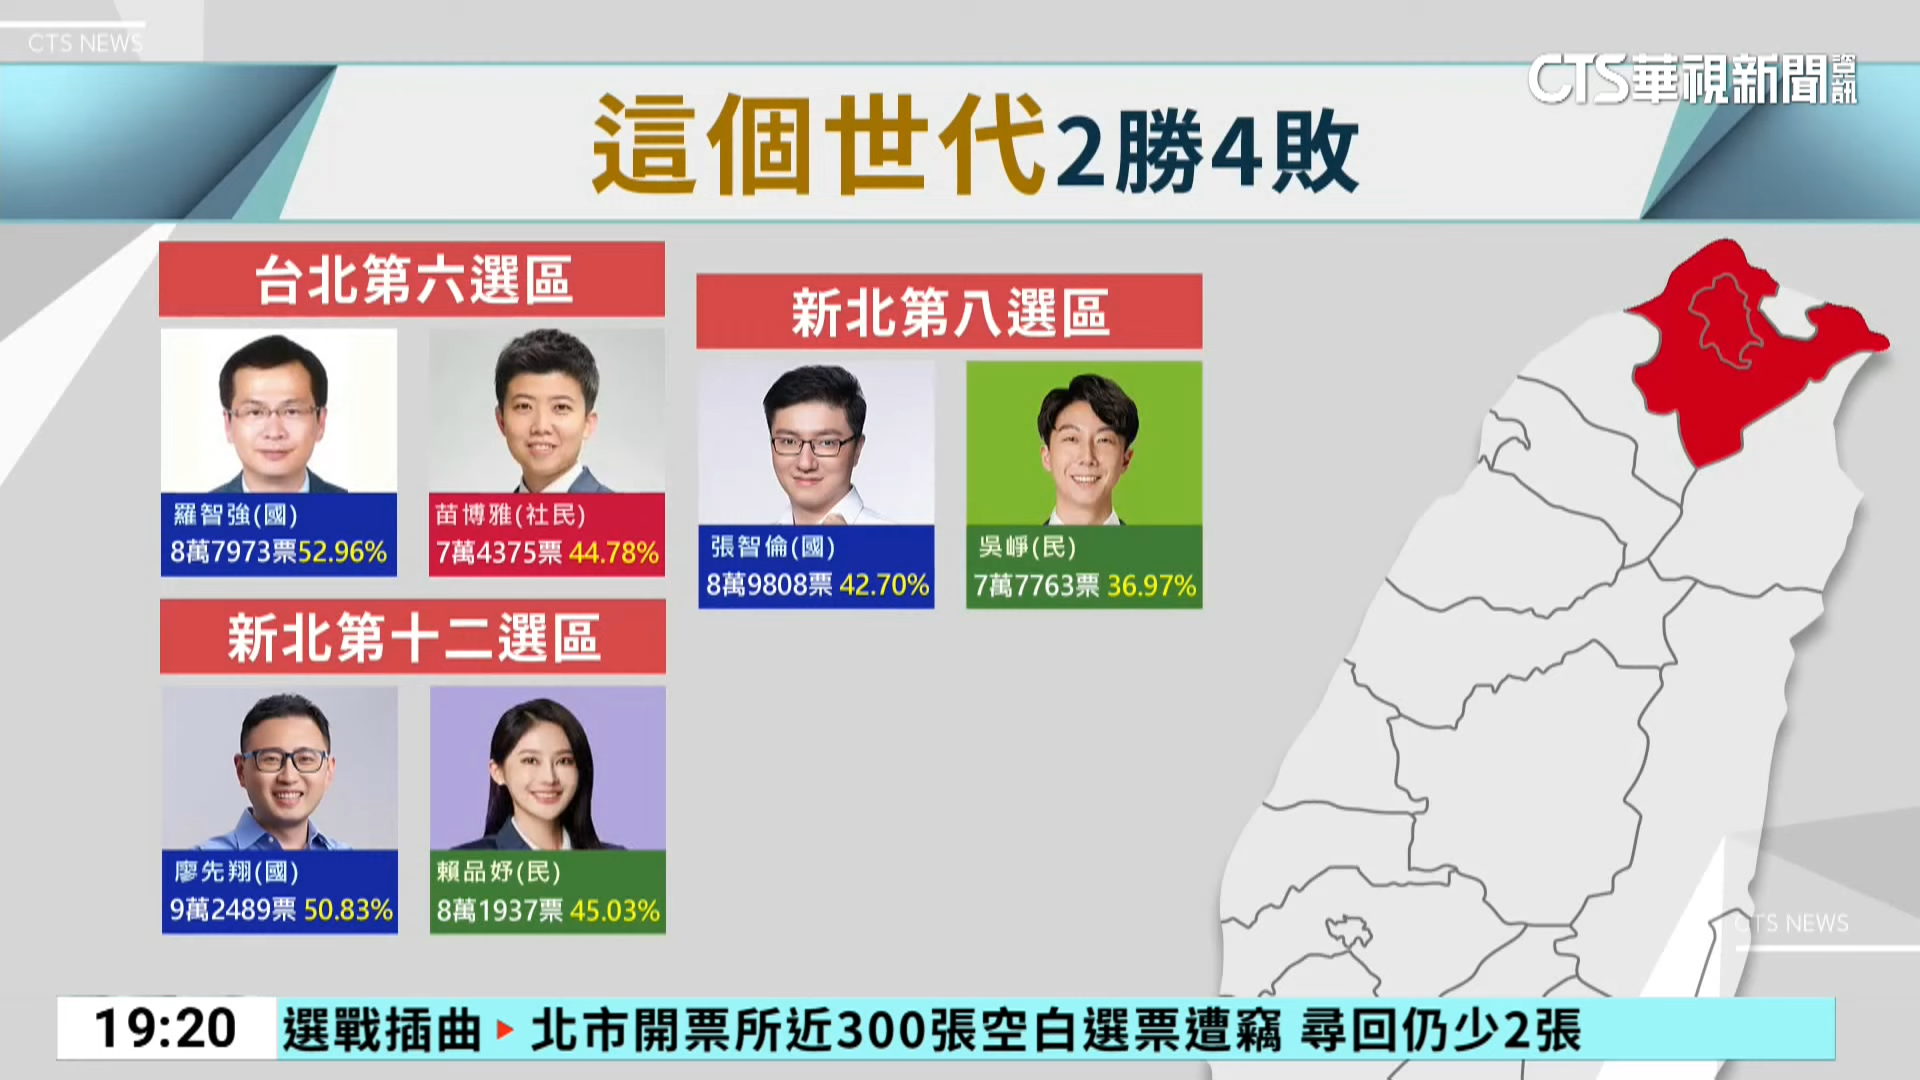 CTS NEWS
CTS華視新聞資訊
這個世代2勝4敗
台北第六選區
羅智強(國)
8萬7973票52.96%
苗博雅(社民)
7萬4375票 44.78%
新北第八選區
張智倫(國)
8萬9808票 42.70%
吳崢(民)
7萬7763票 36.97%
新北第十二選區
廖先翔(國)
9萬2489票 50.83%
賴品妤(民)
8萬1937票 45.03%
CTS NEWS
19:20
選戰插曲▶北市開票所近300張空白選票遭竊 尋回仍少2張